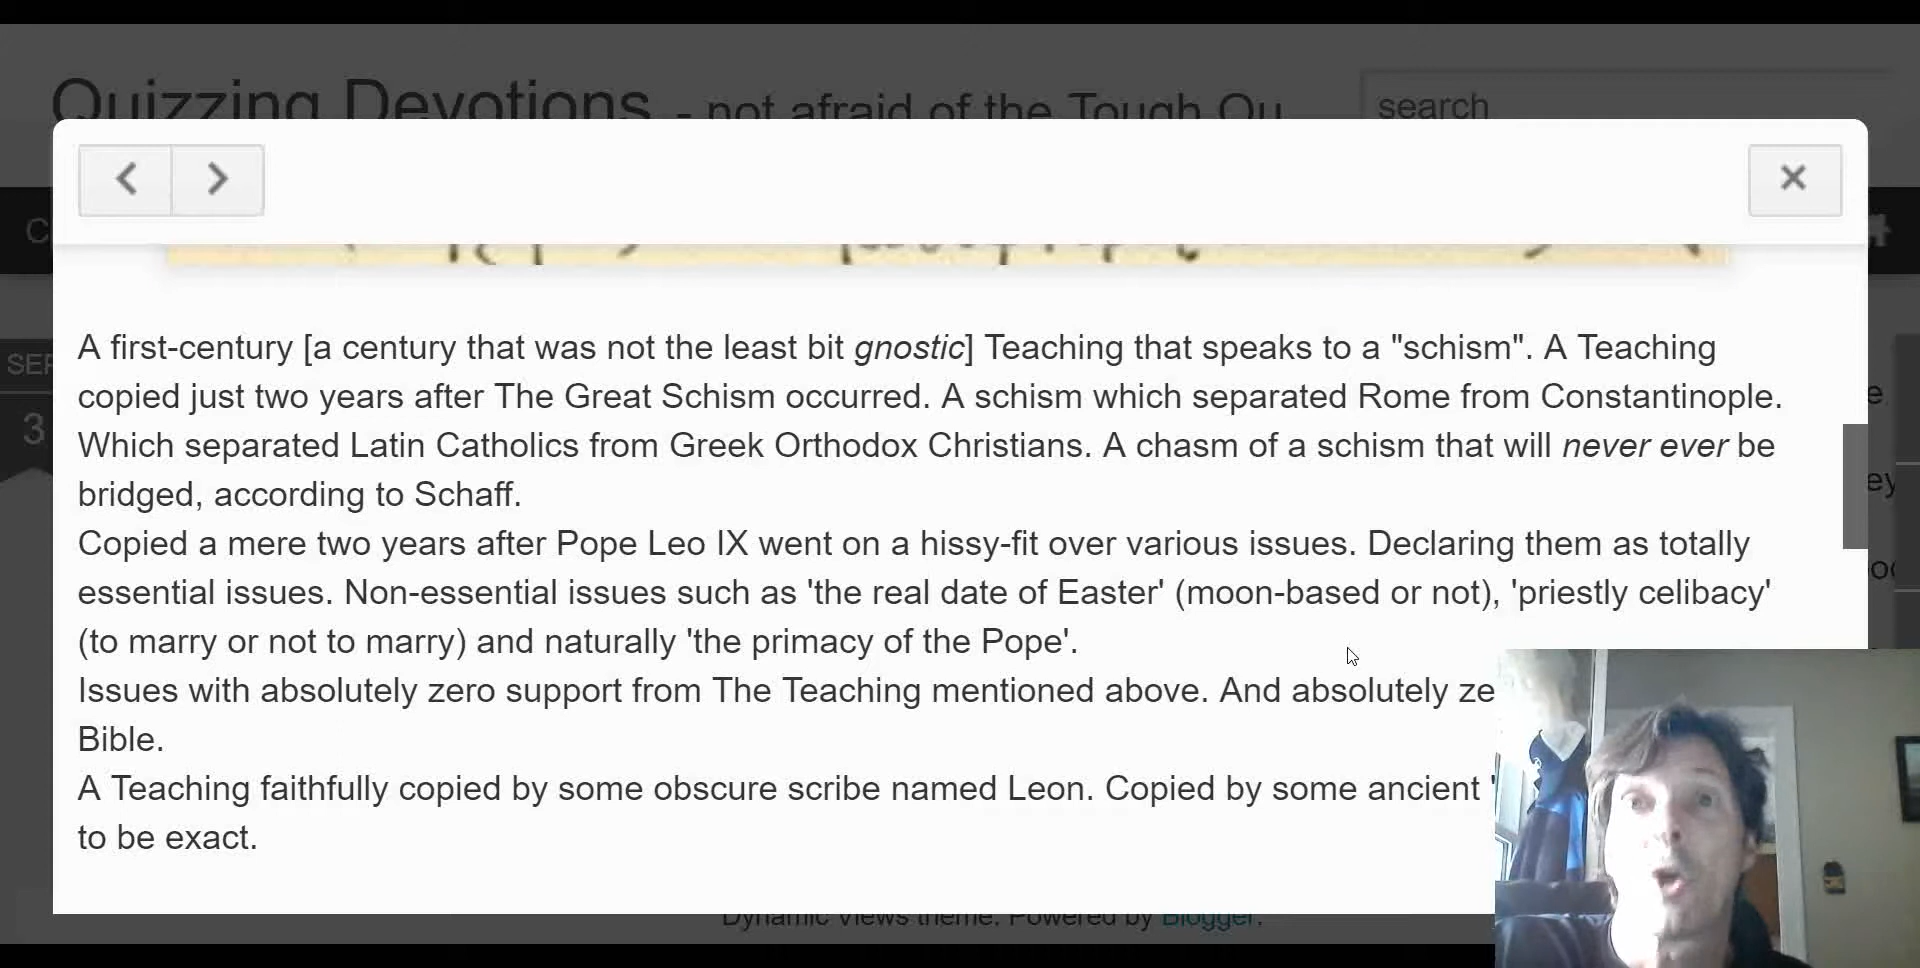 Quizzing Devotions - not afraid of the Tough Qu
search
A first-century [a century that was not the least bit gnostic] Teaching that speaks to a "schism". A Teaching
copied just two years after The Great Schism occurred. A schism which separated Rome from Constantinople.
Which separated Latin Catholics from Greek Orthodox Christians. A chasm of a schism that will never ever be
bridged, according to Schaff.
Copied a mere two years after Pope Leo IX went on a hissy-fit over various issues. Declaring them as totally
essential issues. Non-essential issues such as 'the real date of Easter' (moon-based or not), 'priestly celibacy'
(to marry or not to marry) and naturally 'the primacy of the Pope'.
Issues with absolutely zero support from The Teaching mentioned above. And absolutely ze
Bible.
A Teaching faithfully copied by some obscure scribe named Leon. Copied by some ancient '
to be exact.
SEP
3
Dynamic Views theme. Powered by Blogger.